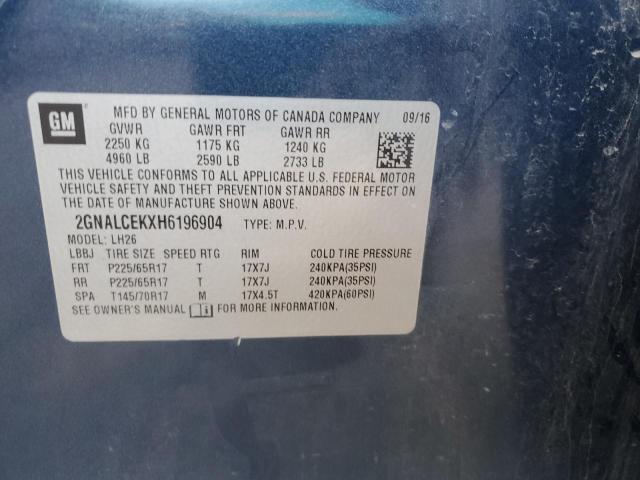 GM MFD BY GENERAL MOTORS OF CANADA COMPANY 09/16
GVWR GAWR FRT GAWR RR
2250 KG 1175 KG 1240 KG
4960 LB 2590 LB 2733 LB
THIS VEHICLE CONFORMS TO ALL APPLICABLE U.S. FEDERAL MOTOR
VEHICLE SAFETY AND THEFT PREVENTION STANDARDS IN EFFECT ON
THE DATE OF MANUFACTURE SHOWN ABOVE.
2GNALCEKXH6196904 TYPE: M.P.V.
MODEL: LH26
LBBJ TIRE SIZE SPEED RTG RIM COLD TIRE PRESSURE
FRT P225/65R17 T 17X7J 240KPA(35PSI)
RR P225/65R17 T 17X7J 240KPA(35PSI)
SPA T145/70R17 M 17X4.5T 420KPA(60PSI)
SEE OWNER'S MANUAL FOR MORE INFORMATION